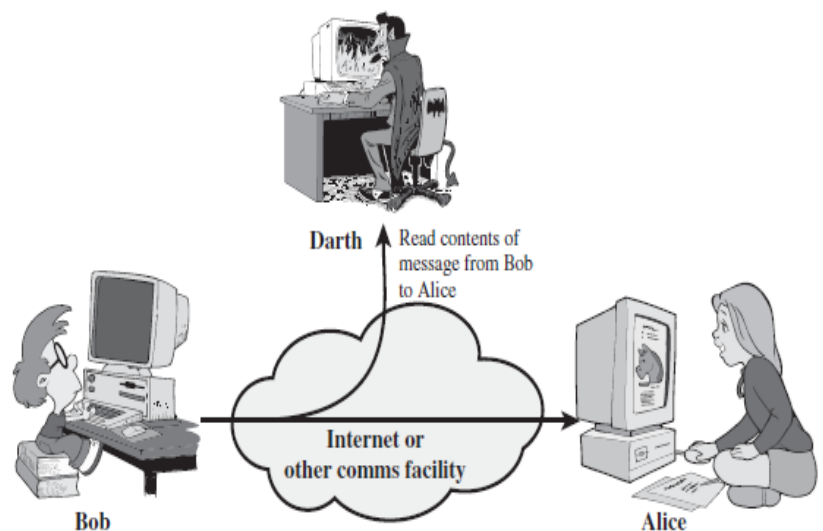 Darth
Read contents of
message from Bob
to Alice
Internet or
other comms facility
Bob
Alice